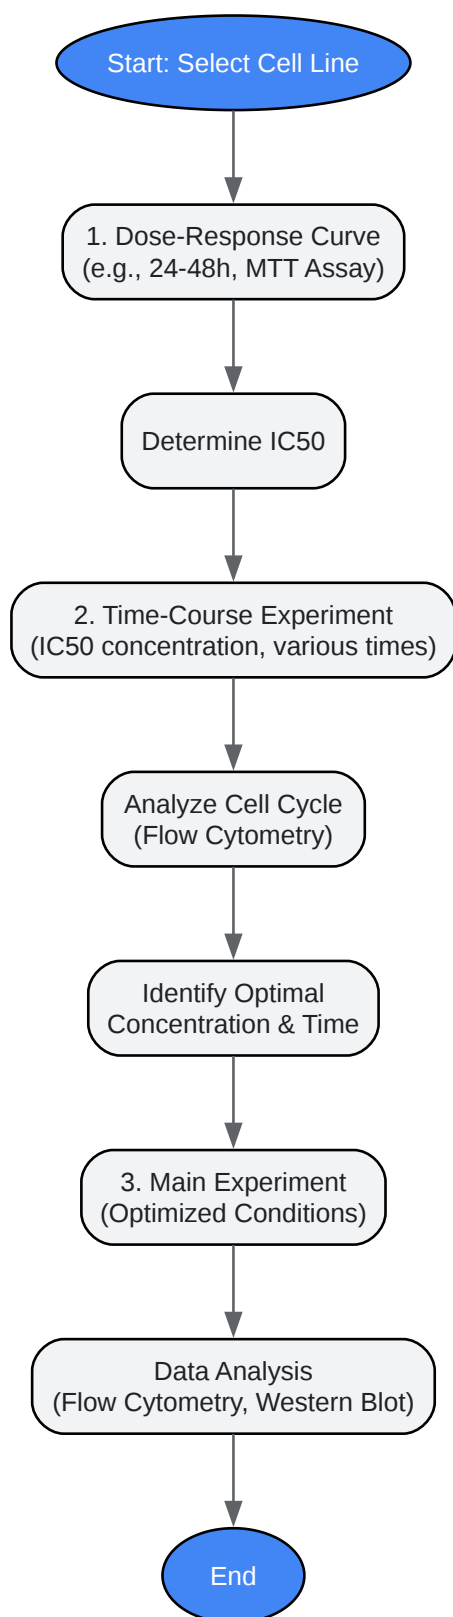 Start: Select Cell Line
1. Dose-Response Curve
(e.g., 24-48h, MTT Assay)
Determine IC50
2. Time-Course Experiment
(IC50 concentration, various times)
Analyze Cell Cycle
(Flow Cytometry)
Identify Optimal
Concentration & Time
3. Main Experiment
(Optimized Conditions)
Data Analysis
(Flow Cytometry, Western Blot)
End